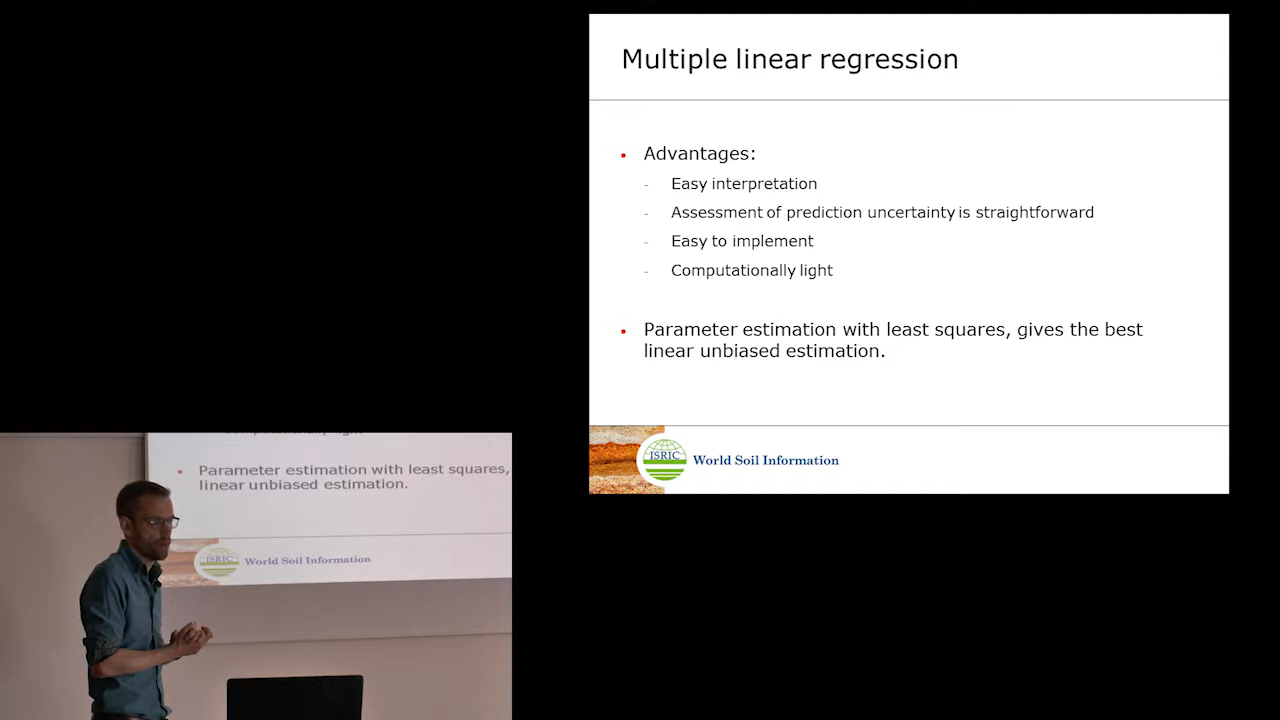 Multiple linear regression
• Advantages:
- Easy interpretation
- Assessment of prediction uncertainty is straightforward
- Easy to implement
- Computationally light
• Parameter estimation with least squares, gives the best
linear unbiased estimation.
ISRIC World Soil Information
• Parameter estimation with least squares,
linear unbiased estimation.
ISRIC World Soil Information